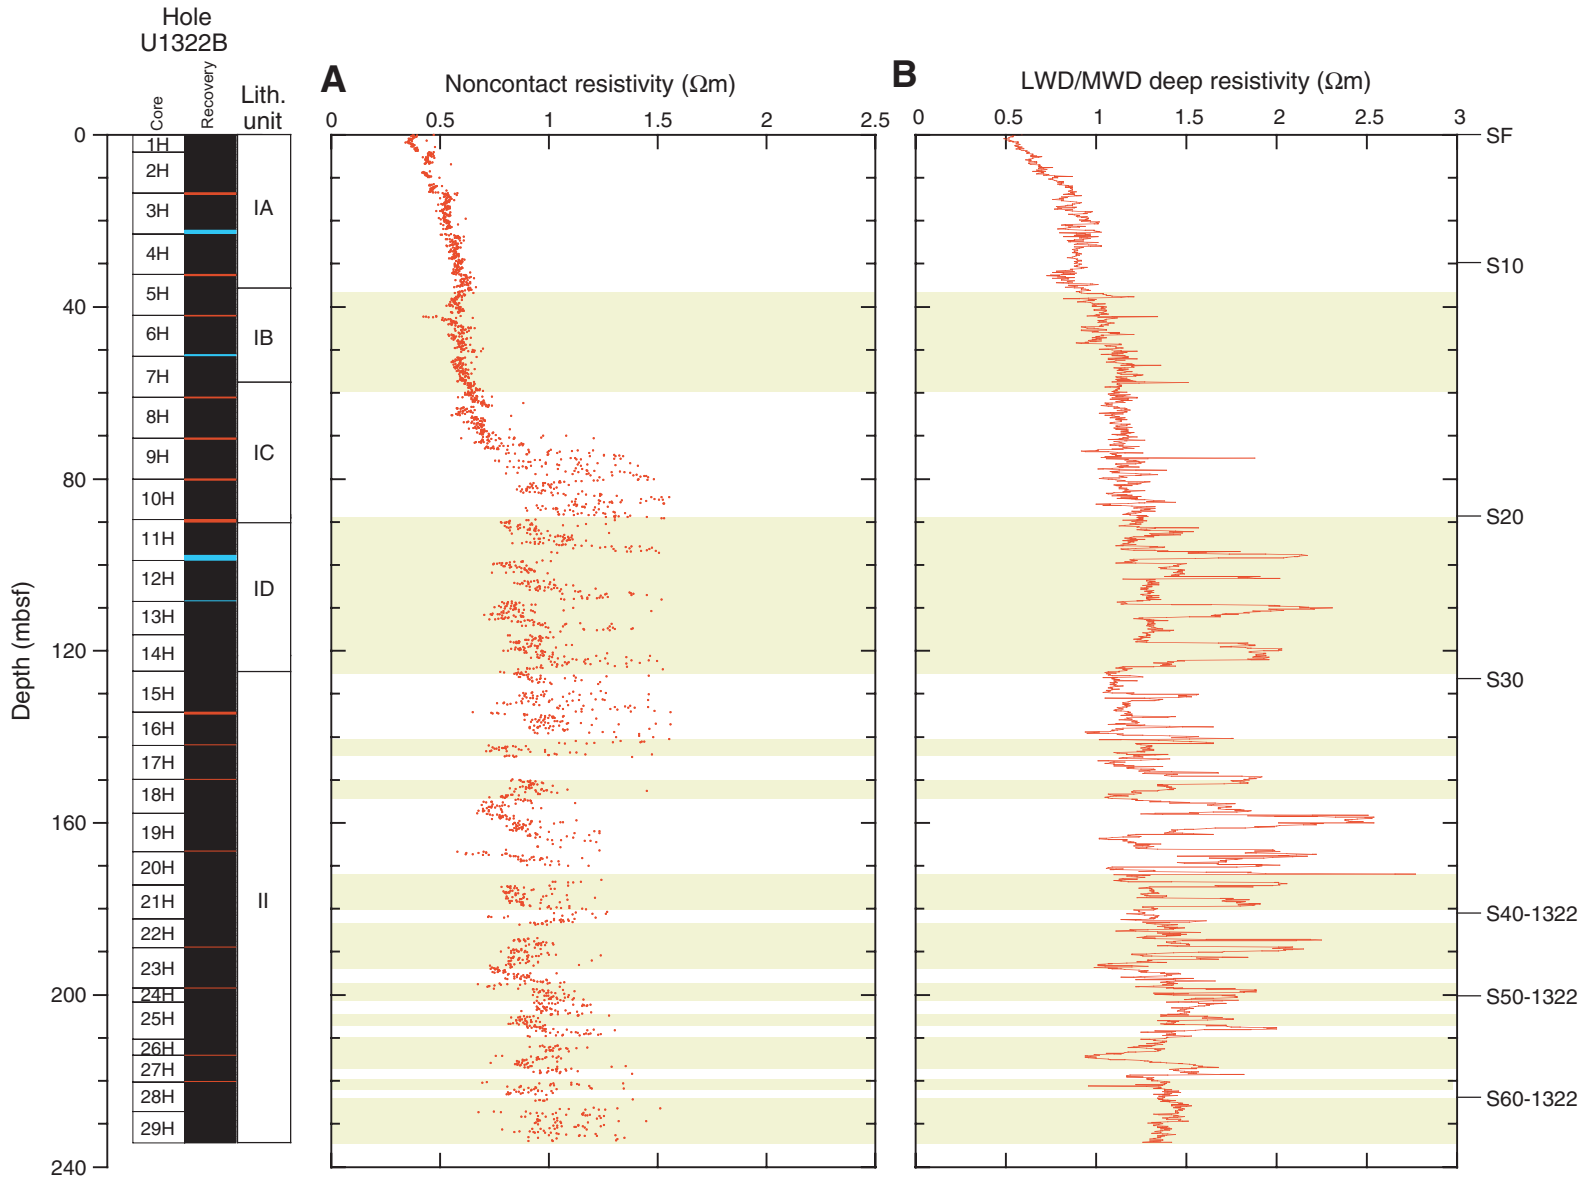 Hole
U1322B
Core
Recovery
Lith.
unit
A
Noncontact resistivity (Ωm)
B
LWD/MWD deep resistivity (Ωm)
0
0.5
1
1.5
2
2.5
0
0.5
1
1.5
2
2.5
3
Depth (mbsf)
0
40
80
120
160
200
240
1H
2H
3H
4H
5H
6H
7H
8H
9H
10H
11H
12H
13H
14H
15H
16H
17H
18H
19H
20H
21H
22H
23H
24H
25H
26H
27H
28H
29H
IA
IB
IC
ID
II
SF
S10
S20
S30
S40-1322
S50-1322
S60-1322